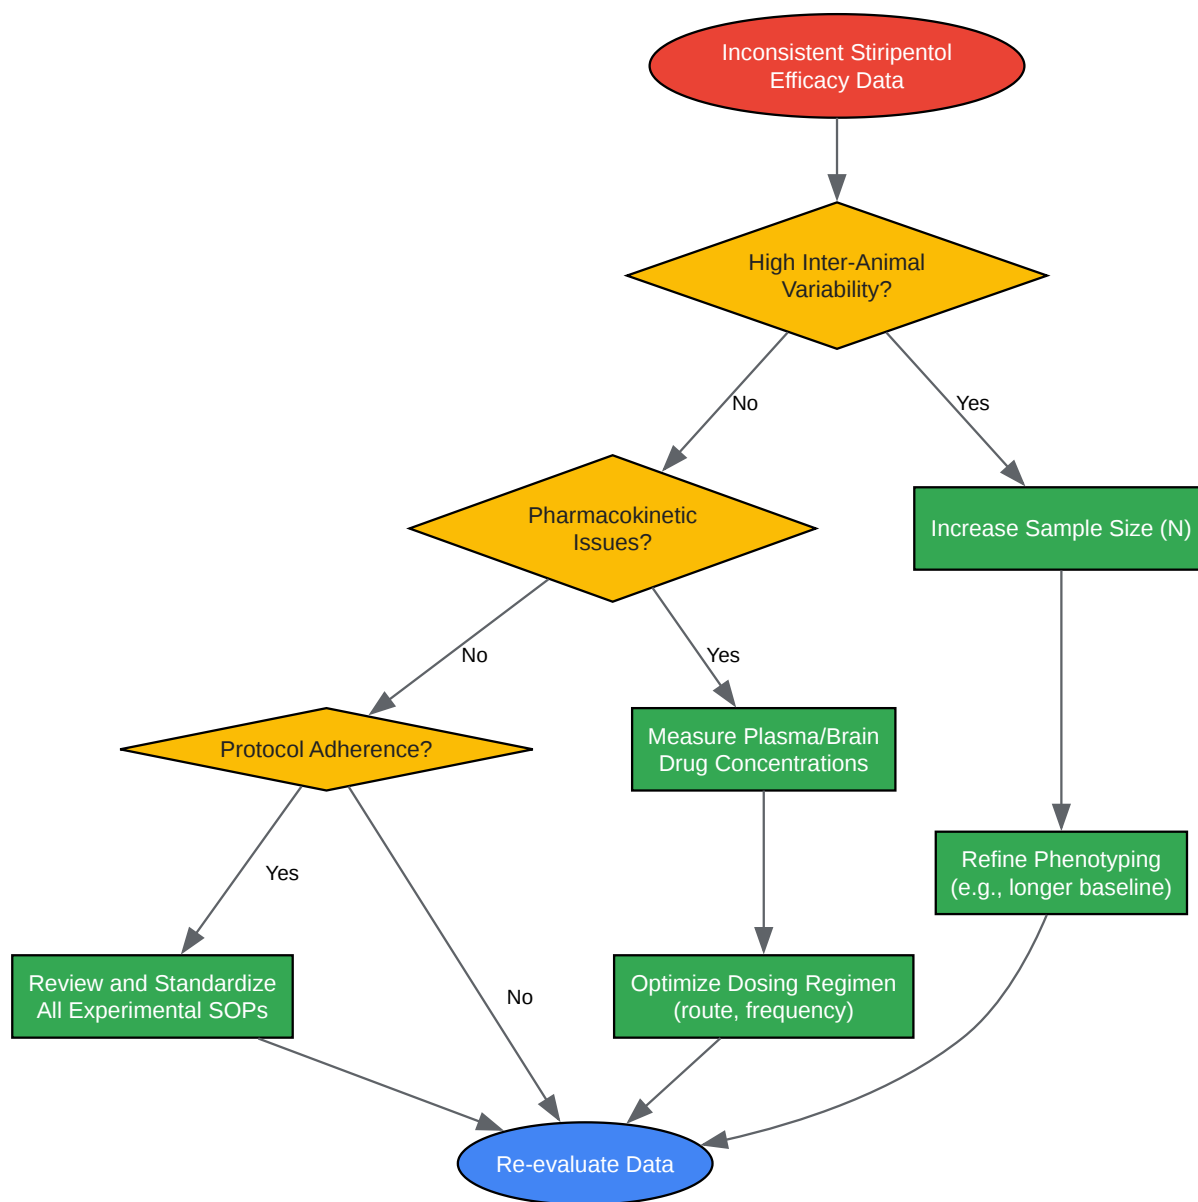 Inconsistent Stiripentol
Efficacy Data
High Inter-Animal
Variability?
No
Yes
Pharmacokinetic
Issues?
Increase Sample Size (N)
No
Yes
Protocol Adherence?
Measure Plasma/Brain
Drug Concentrations
Refine Phenotyping
(e.g., longer baseline)
Yes
Review and Standardize
All Experimental SOPs
No
Optimize Dosing Regimen
(route, frequency)
Re-evaluate Data